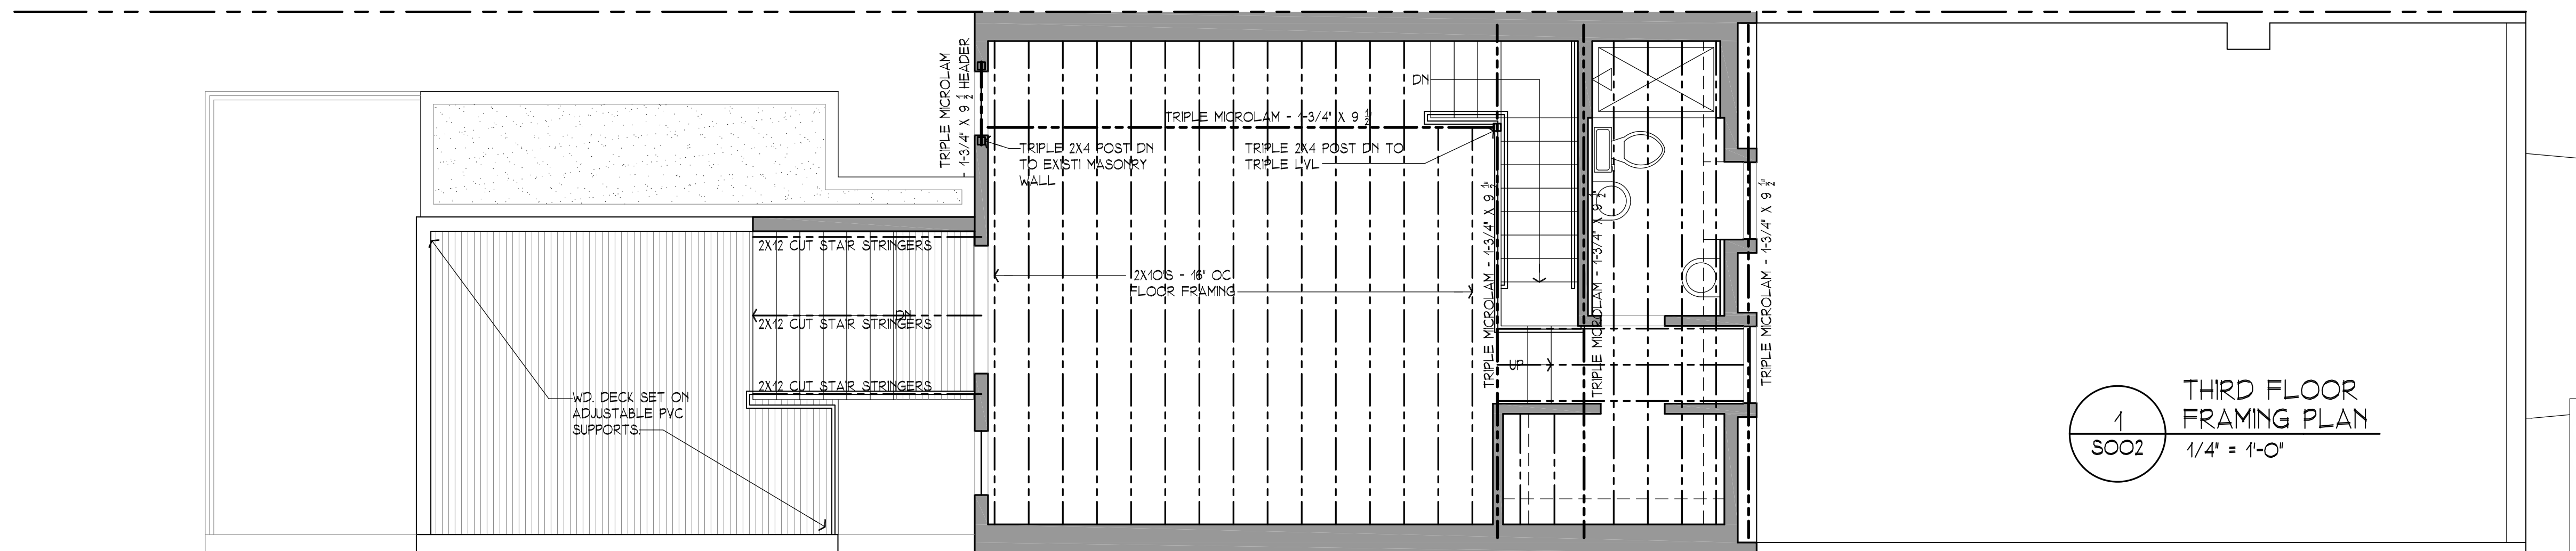 TRIPLE MICROLAM
- 1-3/4" X 9 1/2" HEADER
TRIPLE MICROLAM - 1-3/4" X 9 1/2"
DN
TRIPLE 2X4 POST DN
TO EXISTI MASONRY
WALL
TRIPLE 2X4 POST DN TO
TRIPLE LVL
2X12 CUT STAIR STRINGERS
DN
2X12 CUT STAIR STRINGERS
2X12 CUT STAIR STRINGERS
2X10'S - 16" OC
FLOOR FRAMING
TRIPLE MICROLAM - 1-3/4" X 9 1/2"
TRIPLE MICROLAM - 1-3/4" X 9 1/2"
TRIPLE MICROLAM - 1-3/4" X 9 1/2"
UP
WD. DECK SET ON
ADJUSTABLE PVC
SUPPORTS.
1
S002
THIRD FLOOR
FRAMING PLAN
1/4" = 1'-0"